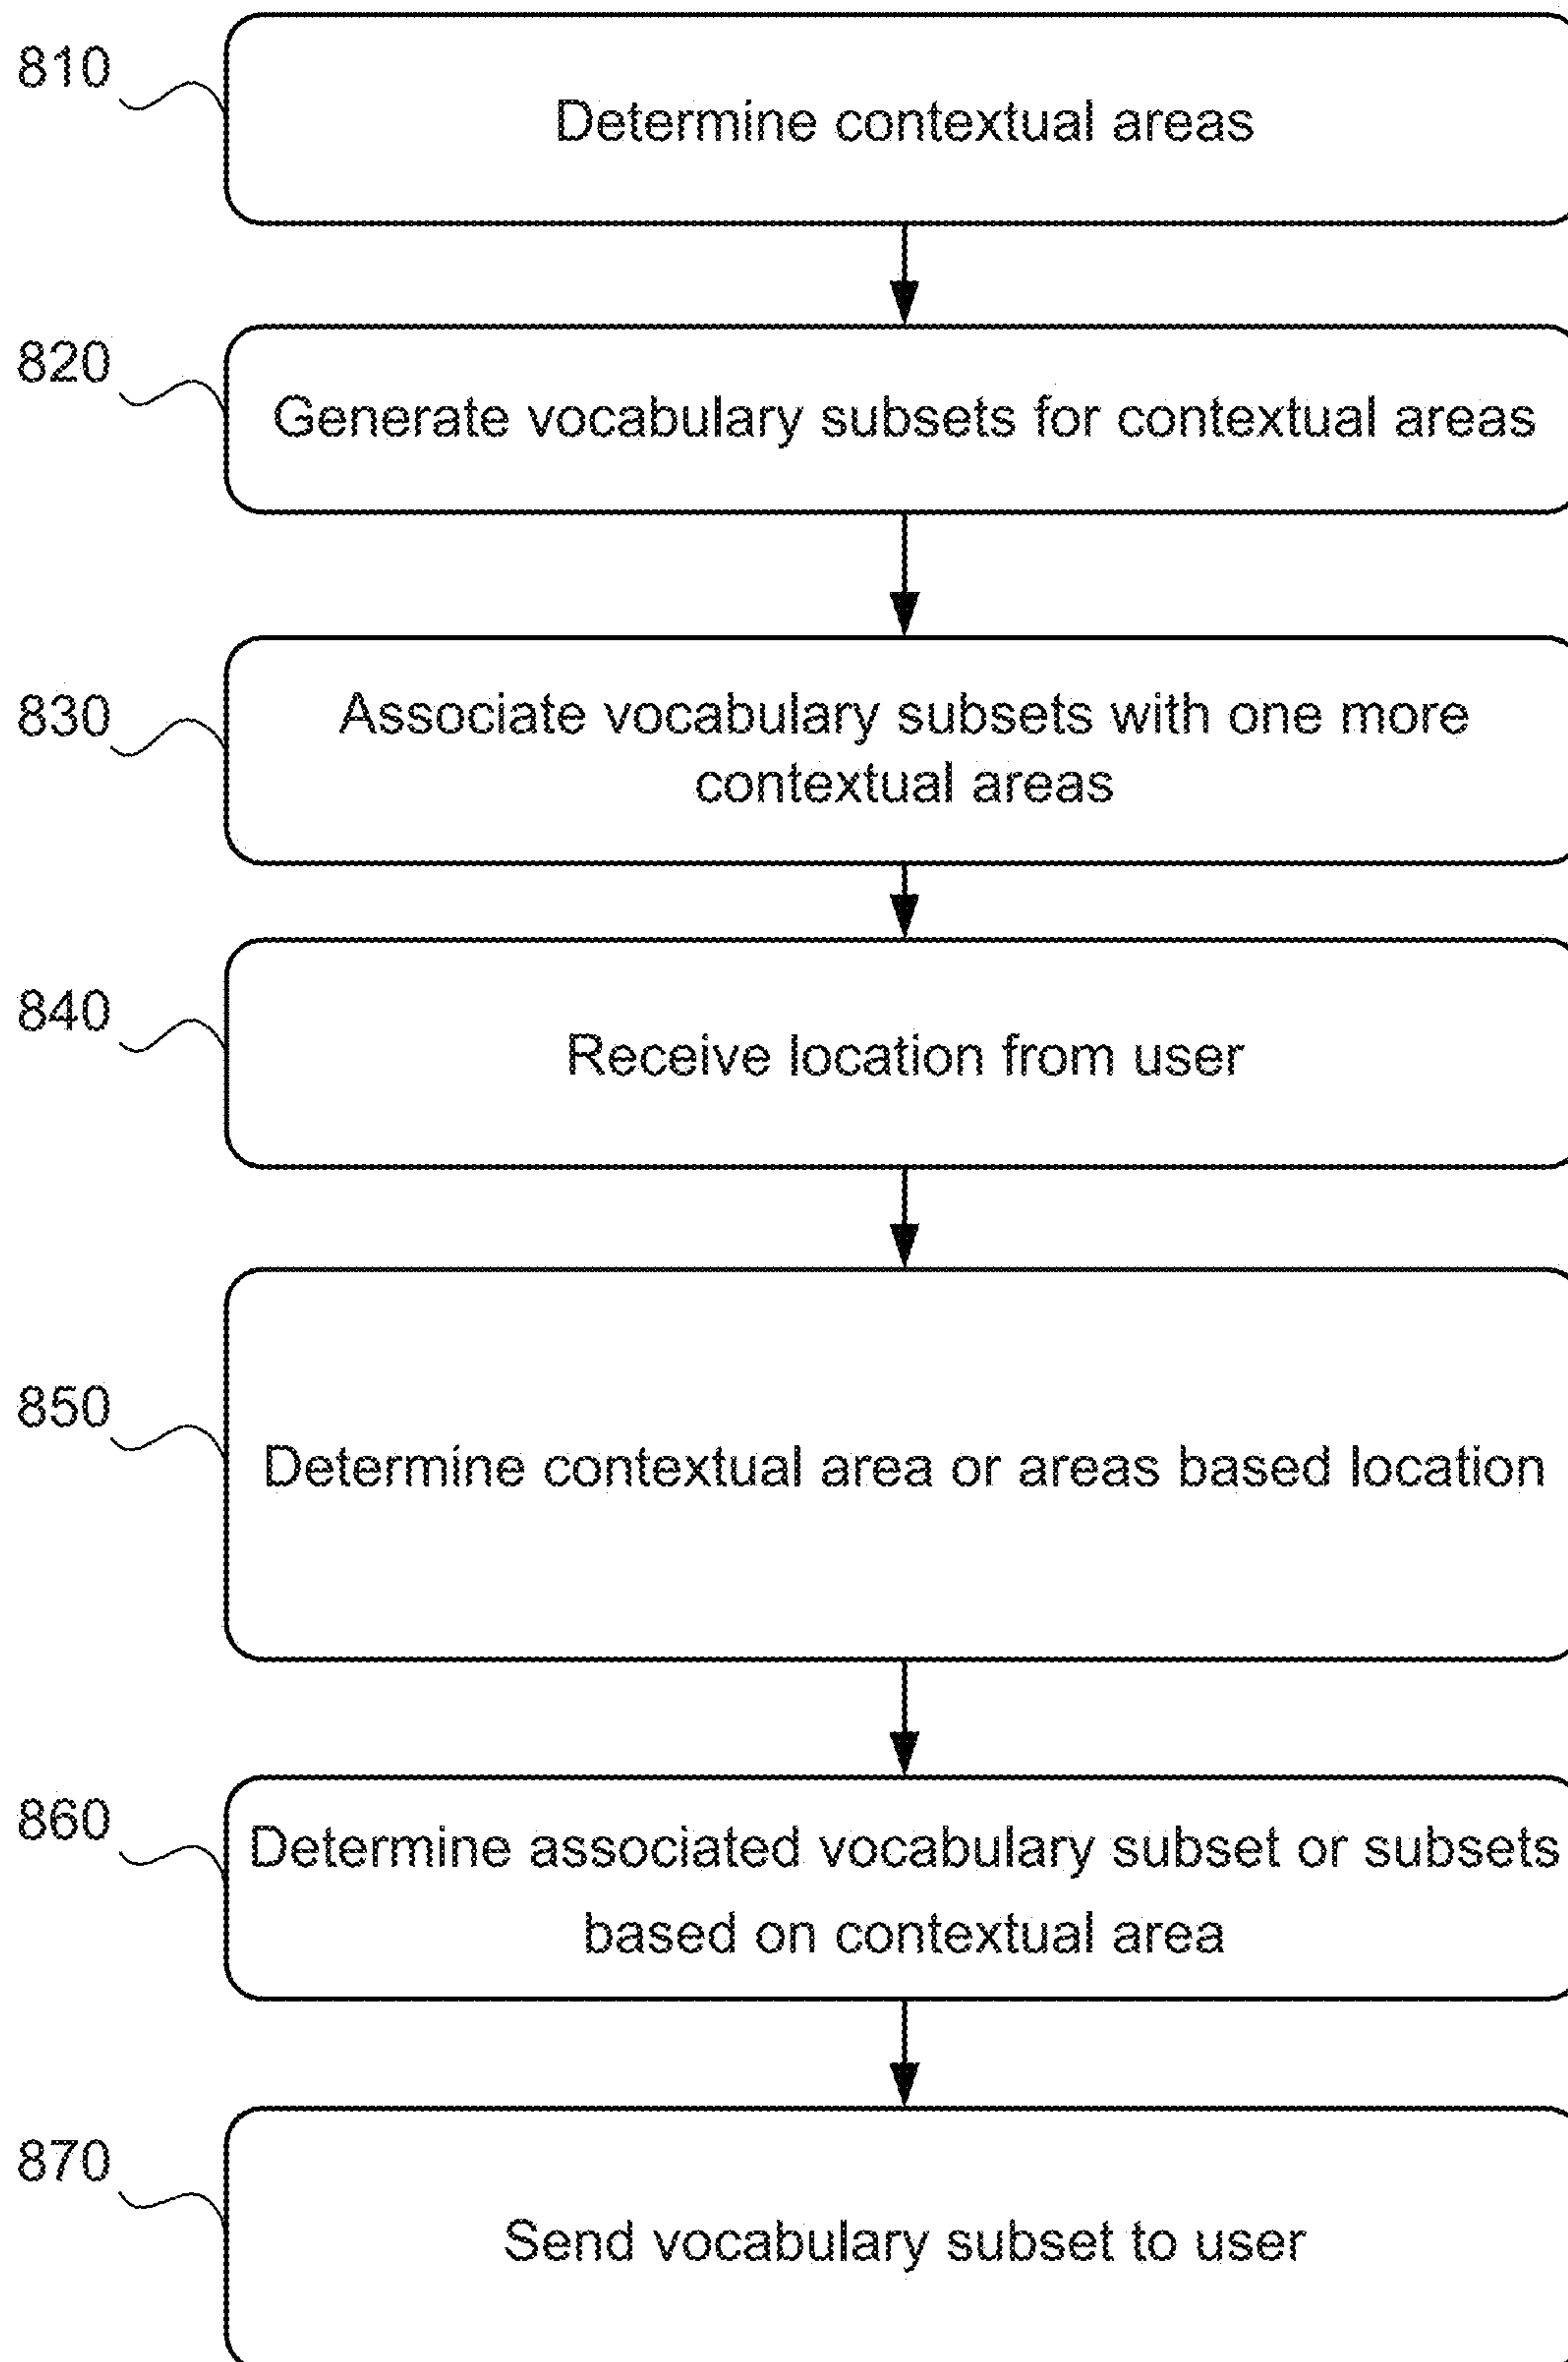 810
Determine contextual areas
820
Generate vocabulary subsets for contextual areas
830
Associate vocabulary subsets with one more
contextual areas
840
Receive location from user
850
Determine contextual area or areas based location
860
Determine associated vocabulary subset or subsets
based on contextual area
870
Send vocabulary subset to user